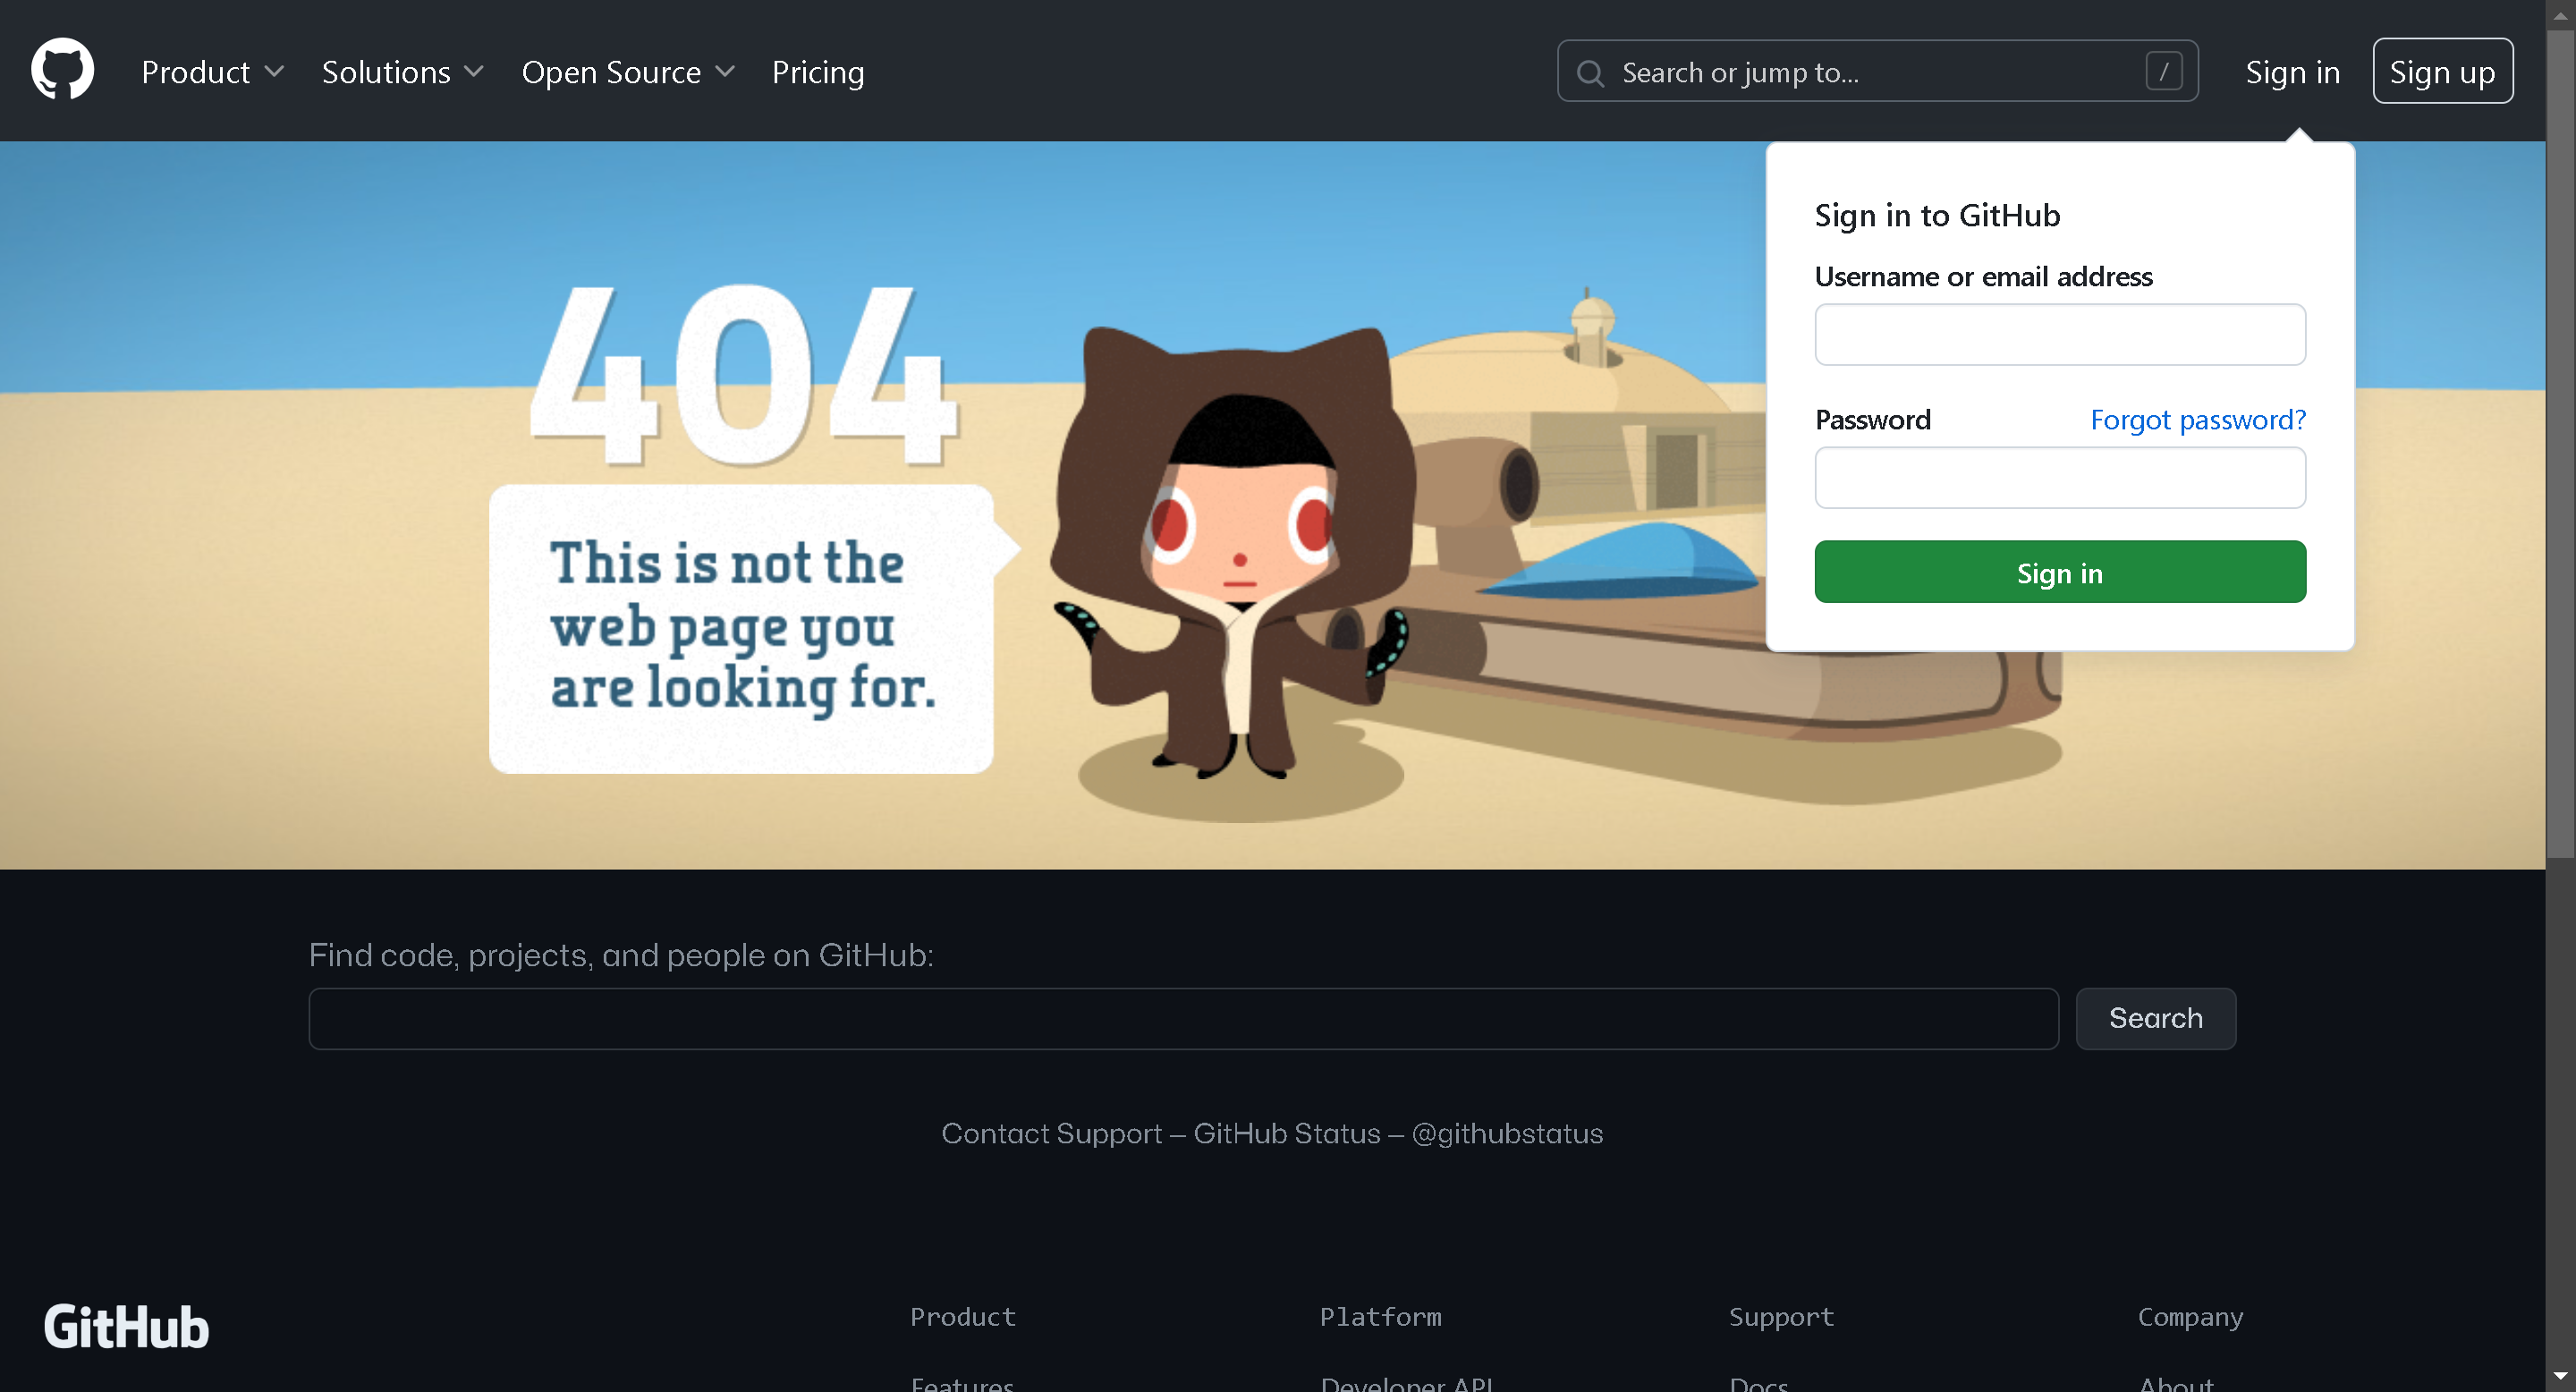 Product Solutions Open Source Pricing Search or jump to... / Sign in Sign up
Sign in to GitHub
Username or email address
Password Forgot password?
Sign in
404
This is not the
web page you
are looking for.
Find code, projects, and people on GitHub:
Search
Contact Support — GitHub Status — @githubstatus
GitHub
Product Platform Support Company
Features Developer API Docs About